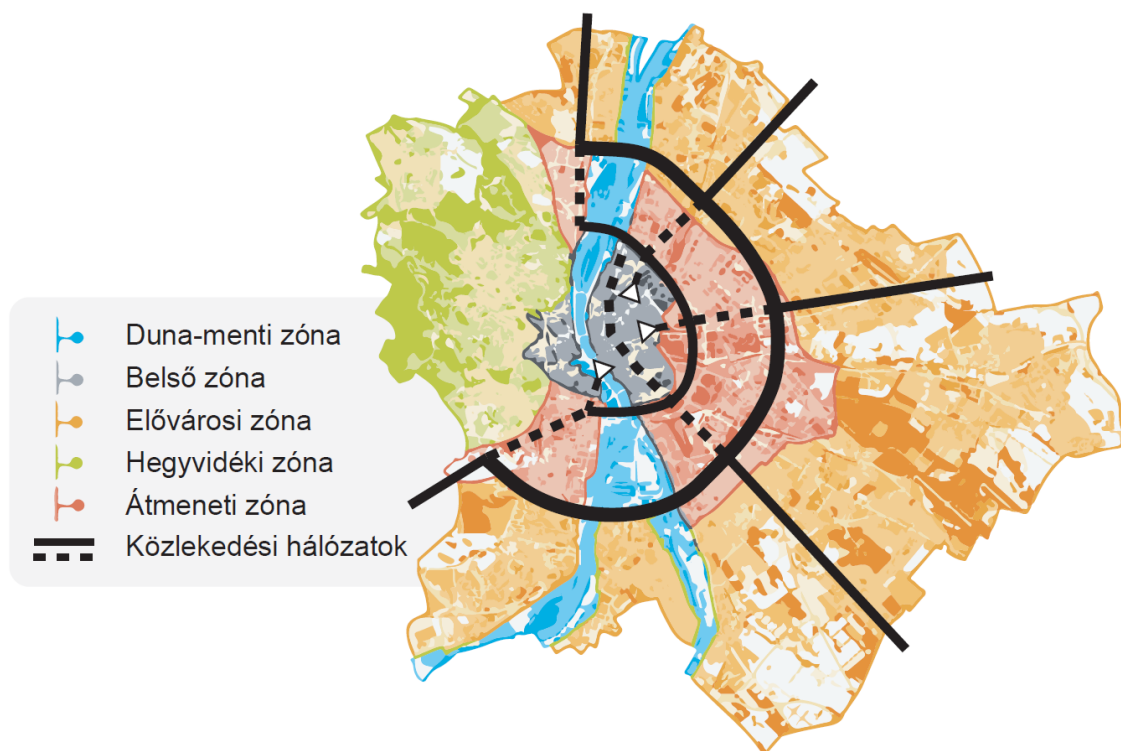 Duna-menti zóna
Belső zóna
Elővárosi zóna
Hegyvidéki zóna
Átmeneti zóna
Közlekedési hálózatok